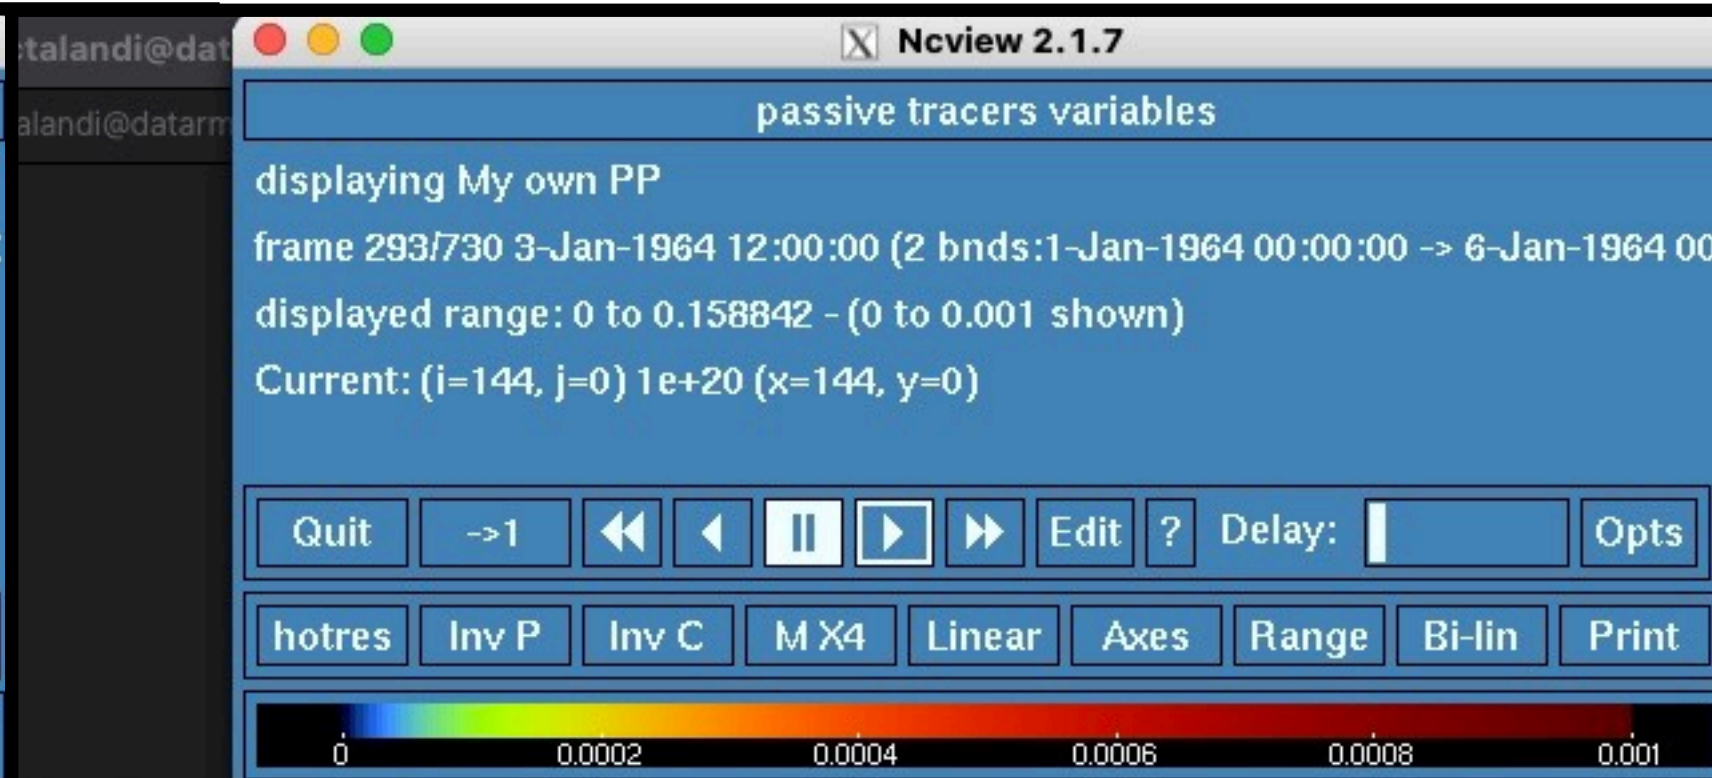 ctalandi@dat
alandi@datarm
Ncview 2.1.7
passive tracers variables
displaying My own PP
frame 293/730 3-Jan-1964 12:00:00 (2 bnds:1-Jan-1964 00:00:00 -> 6-Jan-1964 00
displayed range: 0 to 0.158842 - (0 to 0.001 shown)
Current: (i=144, j=0) 1e+20 (x=144, y=0)
Quit ->1 Edit ? Delay: Opts
hotres Inv P Inv C M X4 Linear Axes Range Bi-lin Print
0 0.0002 0.0004 0.0006 0.0008 0.001